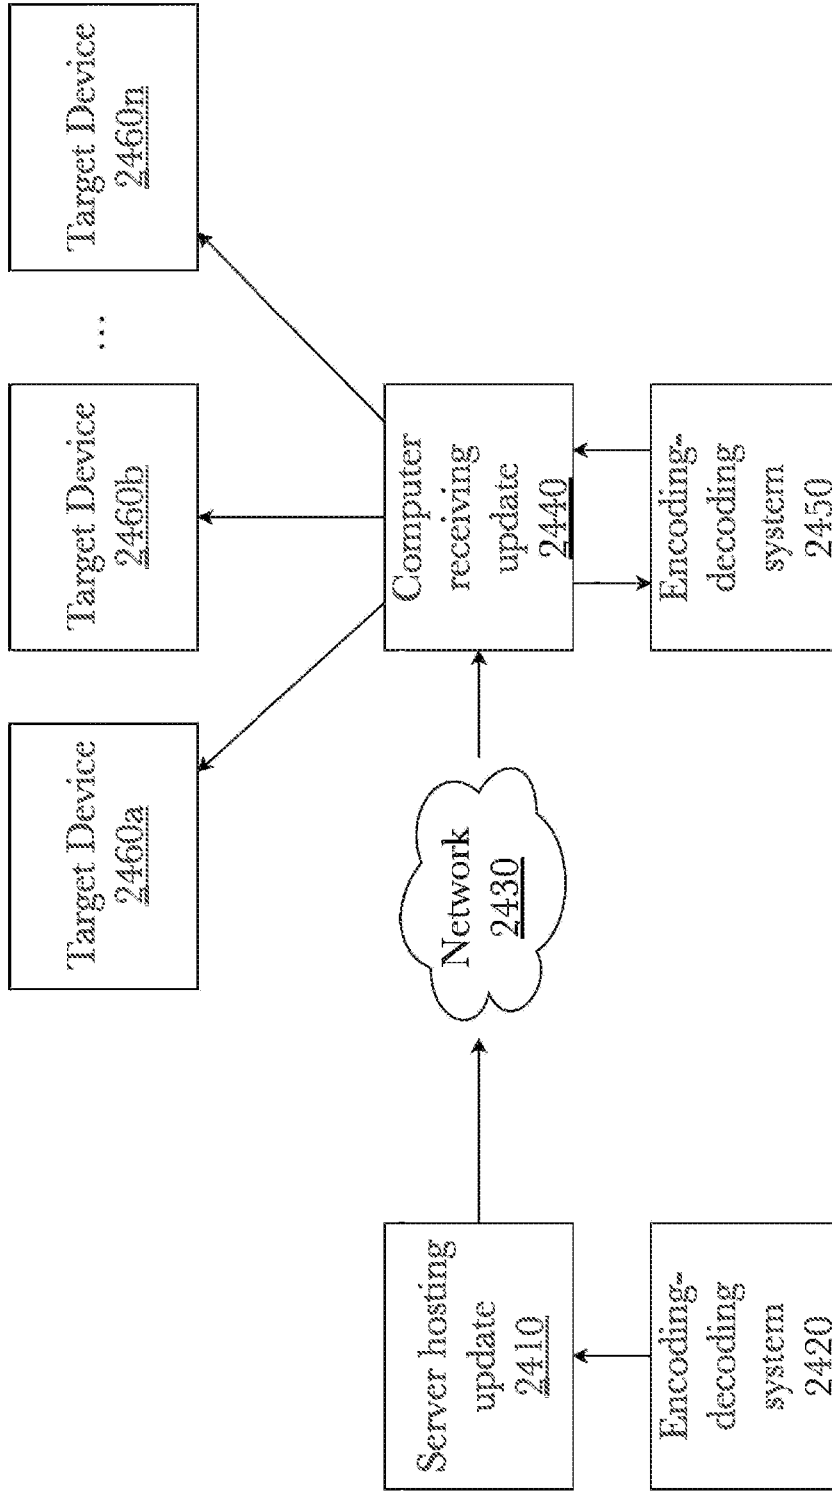 Target Device
2460a
Target Device
2460b
...
Target Device
2460n
Server hosting
update
2410
Network
2430
Computer
receiving
update
2440
Encoding-
decoding
system
2420
Encoding-
decoding
system
2450